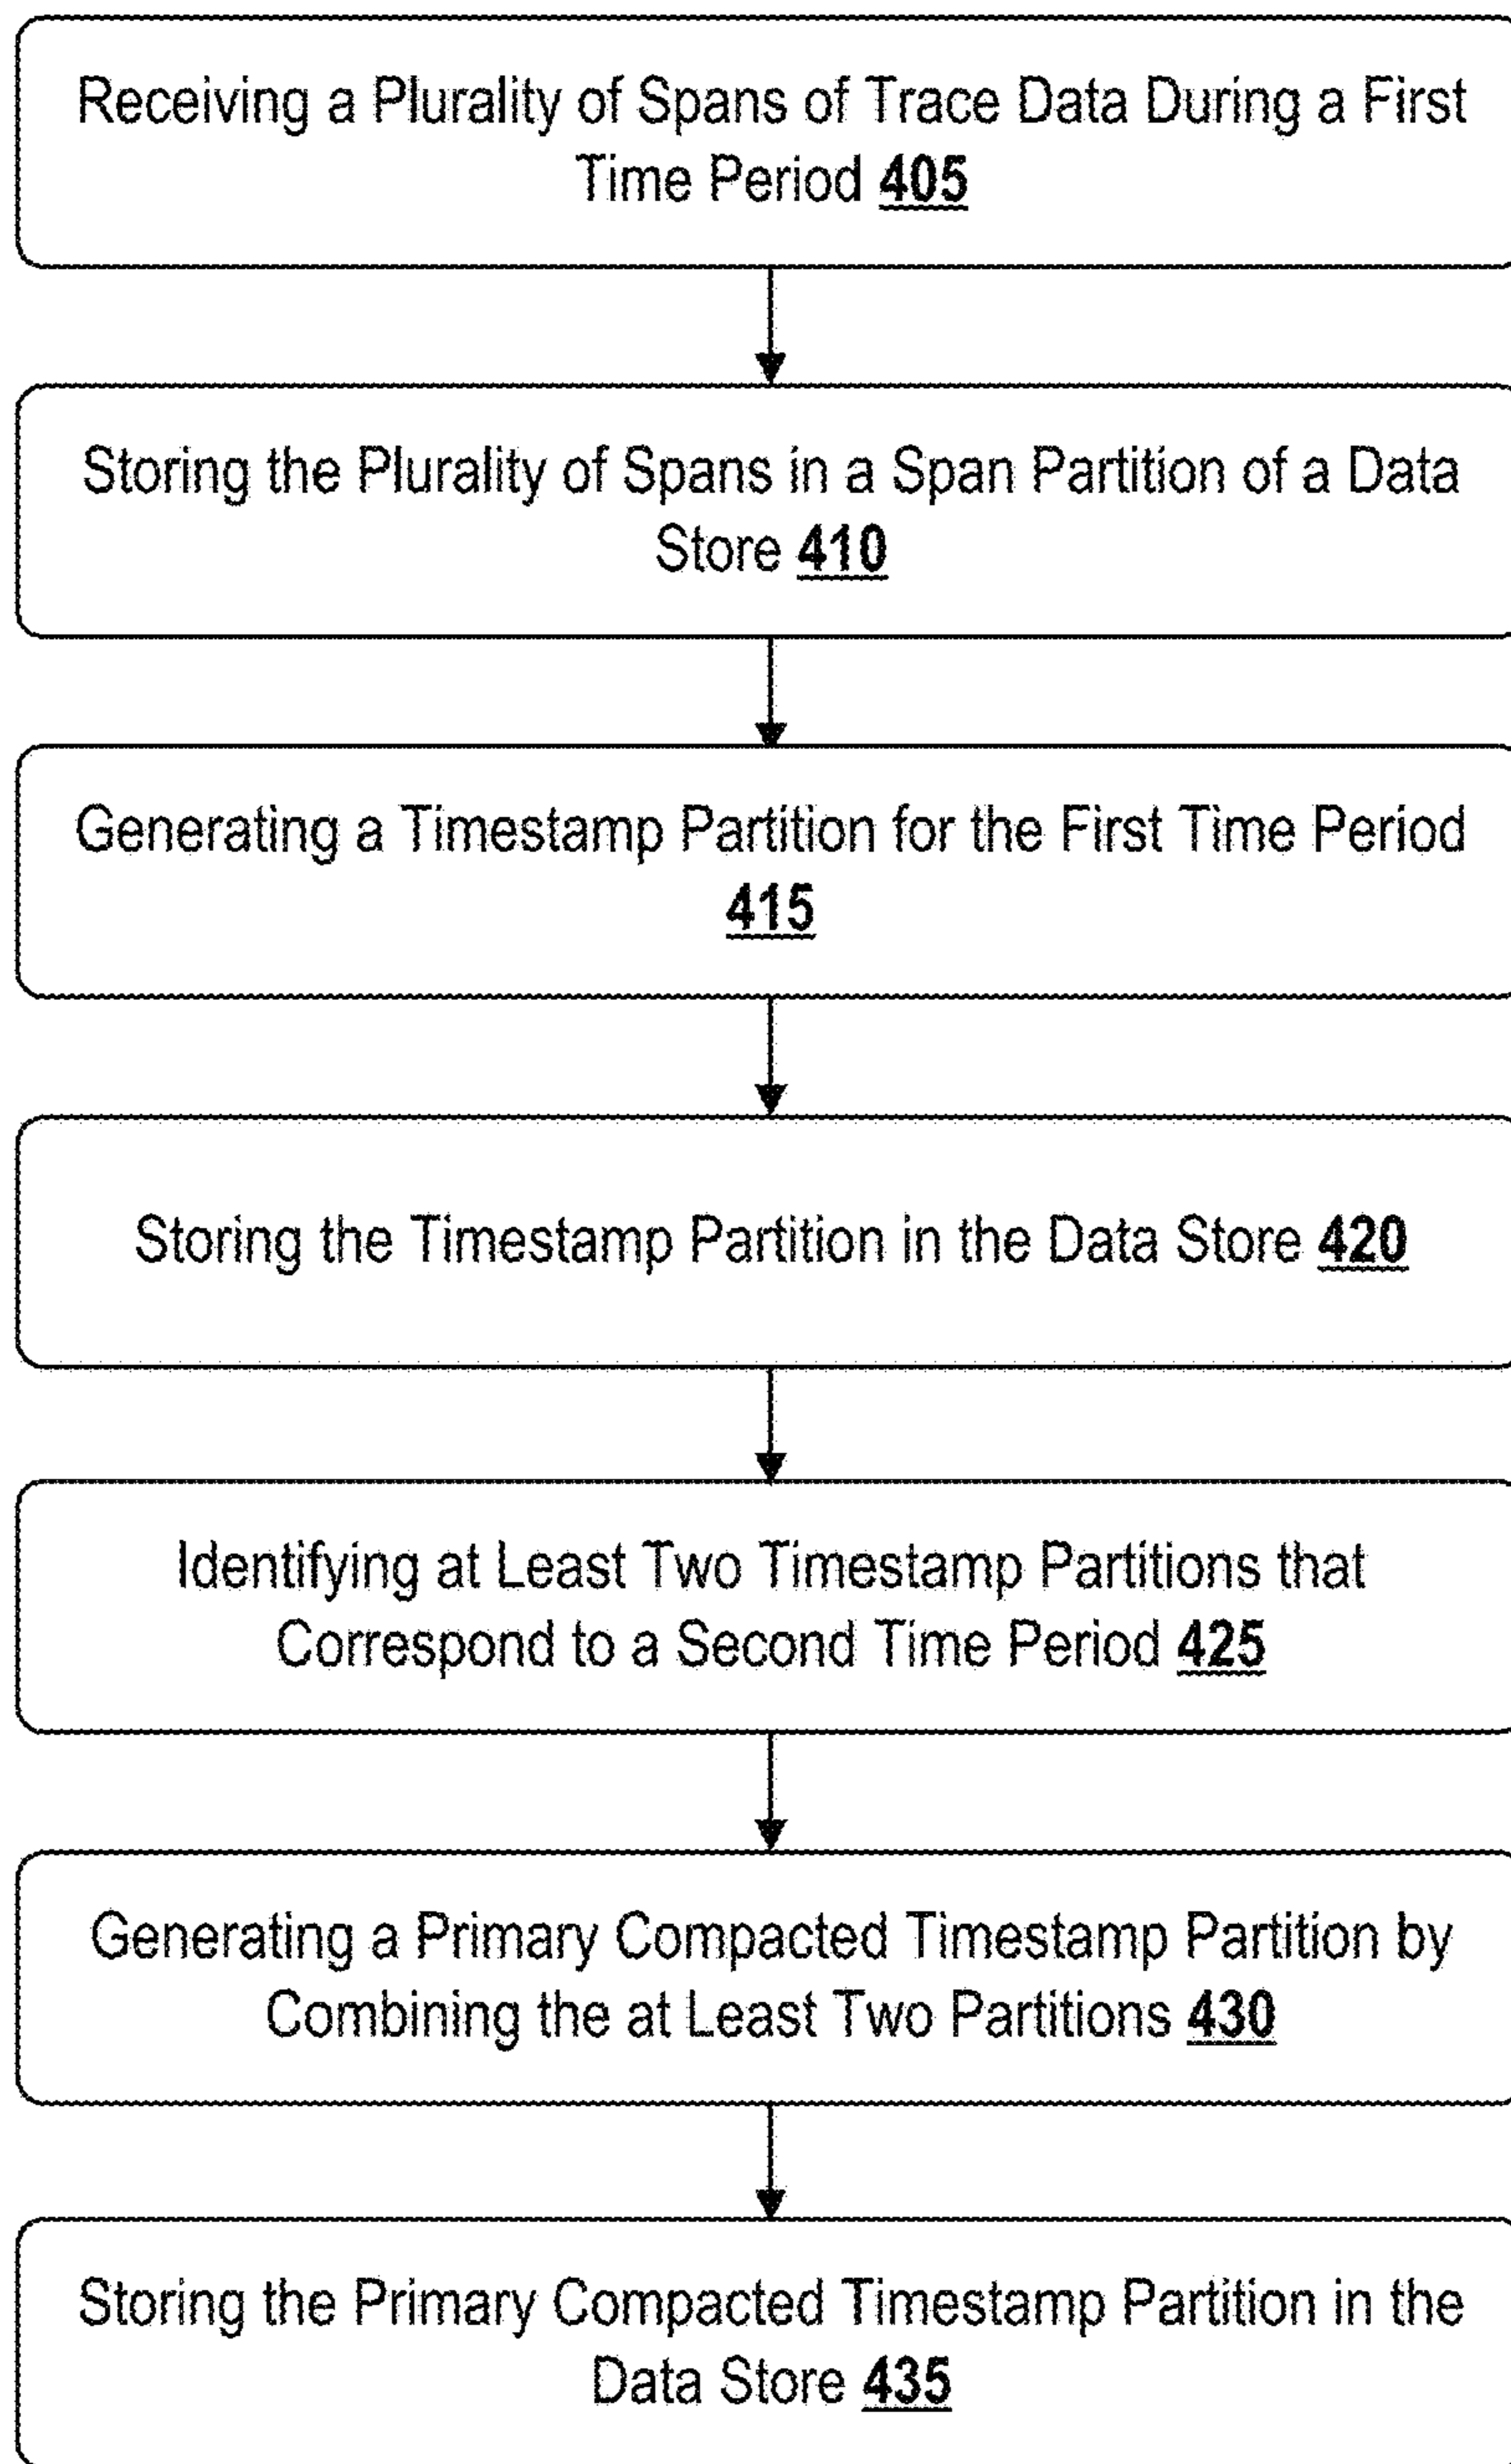 Receiving a Plurality of Spans of Trace Data During a First
Time Period 405
Storing the Plurality of Spans in a Span Partition of a Data
Store 410
Generating a Timestamp Partition for the First Time Period
415
Storing the Timestamp Partition in the Data Store 420
Identifying at Least Two Timestamp Partitions that
Correspond to a Second Time Period 425
Generating a Primary Compacted Timestamp Partition by
Combining the at Least Two Partitions 430
Storing the Primary Compacted Timestamp Partition in the
Data Store 435